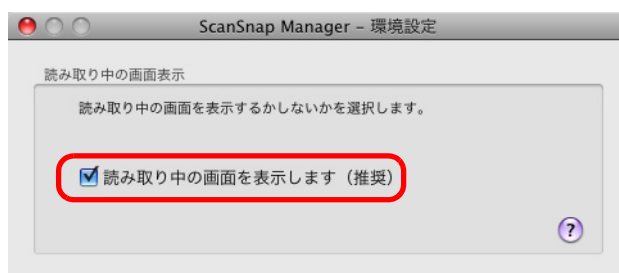 ScanSnap Manager – 環境設定
読み取り中の画面表示
読み取り中の画面を表示するかしないかを選択します。
読み取り中の画面を表示します（推奨）
?